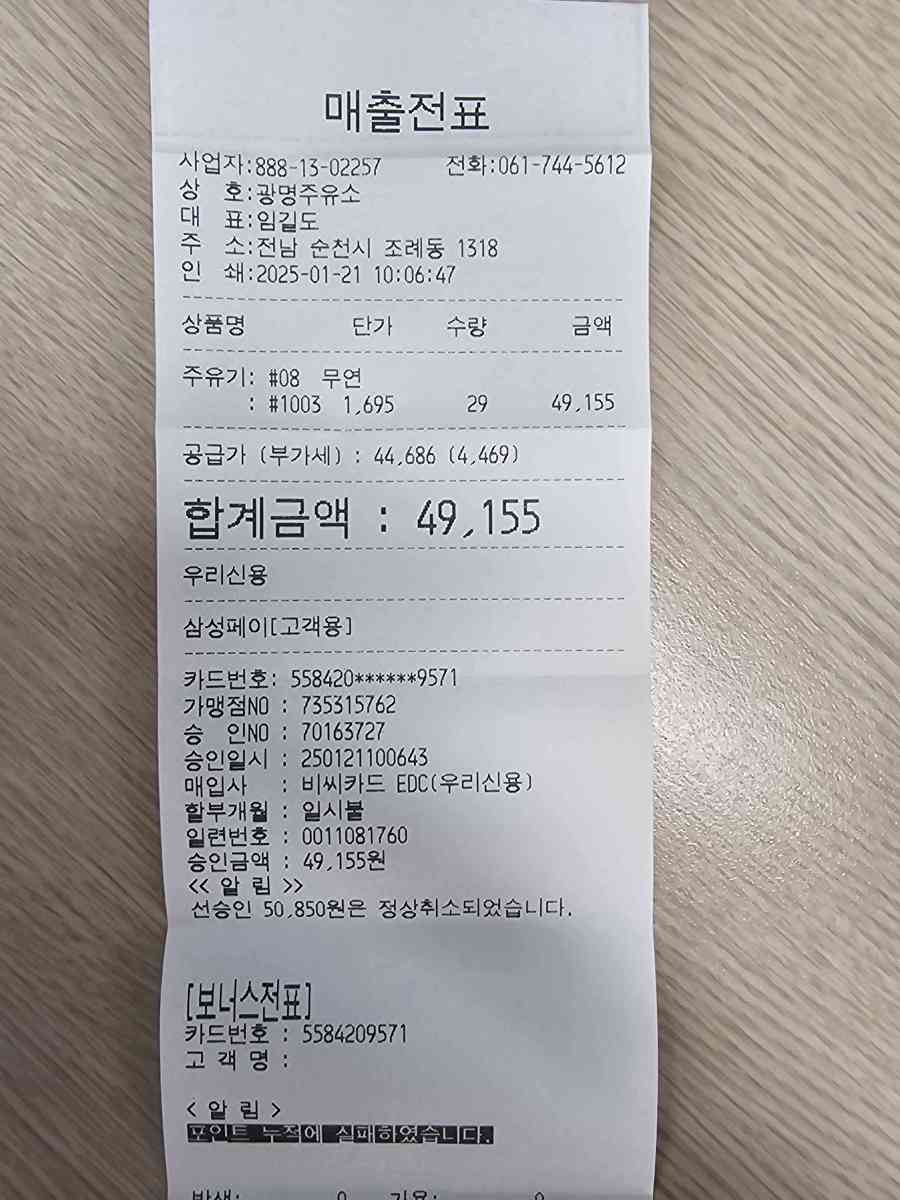 매출전표
사업자:888-13-02257 전화:061-744-5612
상 호:광명주유소
대 표:임길도
주 소:전남 순천시 조례동 1318
인 쇄:2025-01-21 10:06:47
상품명 단가 수량 금액
주유기: #08 무연
: #1003 1,695 29 49,155
공급가 (부가세) : 44,686 (4,469)
합계금액 : 49,155
우리신용
삼성페이[고객용]
카드번호: 558420******9571
가맹점NO : 735315762
승 인NO : 70163727
승인일시 : 250121100643
매입사 : 비씨카드 EDC(우리신용)
할부개월 : 일시불
일련번호 : 0011081760
승인금액 : 49,155원
<< 알 림 >>
선승인 50,850원은 정상취소되었습니다.
[보너스전표]
카드번호 : 5584209571
고 객 명 :
< 알 림 >
포인트 누적에 실패하였습니다.